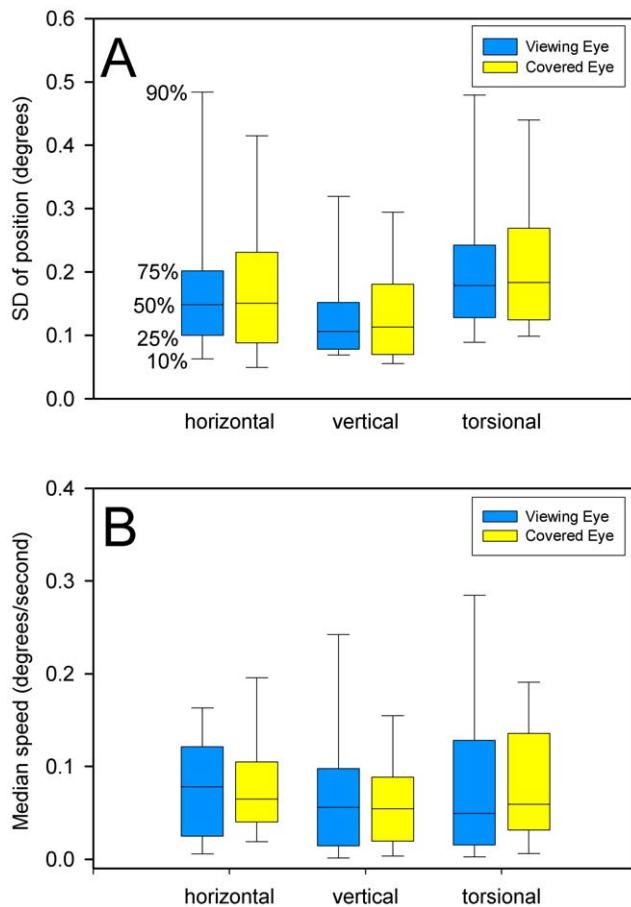 0.6
A
Viewing Eye
Covered Eye
0.5
90%
0.4
SD of position (degrees)
0.3
75%
0.2
50%
0.1
25%
10%
0.0
horizontal vertical torsional
0.4
B
Viewing Eye
Covered Eye
0.3
Median speed (degrees/second)
0.2
0.1
0.0
horizontal vertical torsional